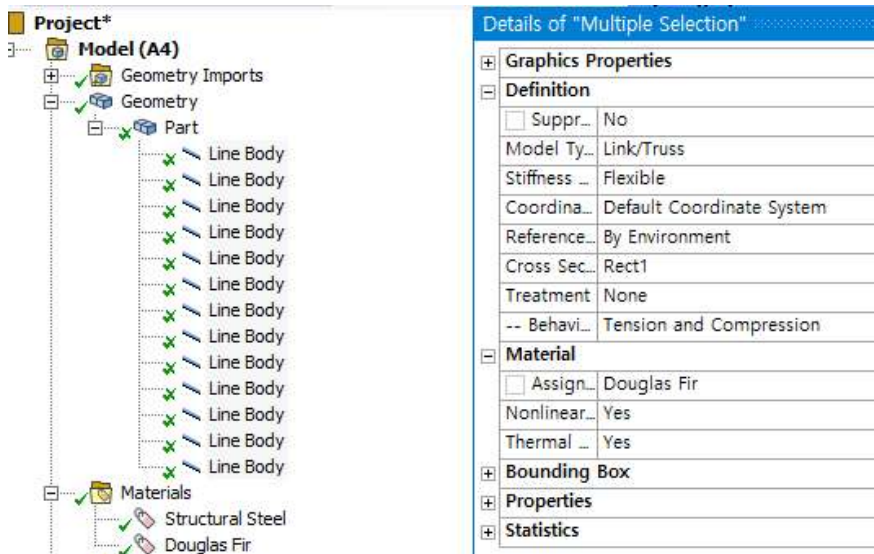 Project*
Model (A4)
Geometry Imports
Geometry
Part
Line Body
Line Body
Line Body
Line Body
Line Body
Line Body
Line Body
Line Body
Line Body
Line Body
Line Body
Line Body
Line Body
Materials
Structural Steel
Douglas Fir
Details of "Multiple Selection"
Graphics Properties
Definition
Suppr... No
Model Ty... Link/Truss
Stiffness ... Flexible
Coordina... Default Coordinate System
Reference... By Environment
Cross Sec... Rect1
Treatment None
-- Behavi... Tension and Compression
Material
Assign... Douglas Fir
Nonlinear... Yes
Thermal ... Yes
Bounding Box
Properties
Statistics